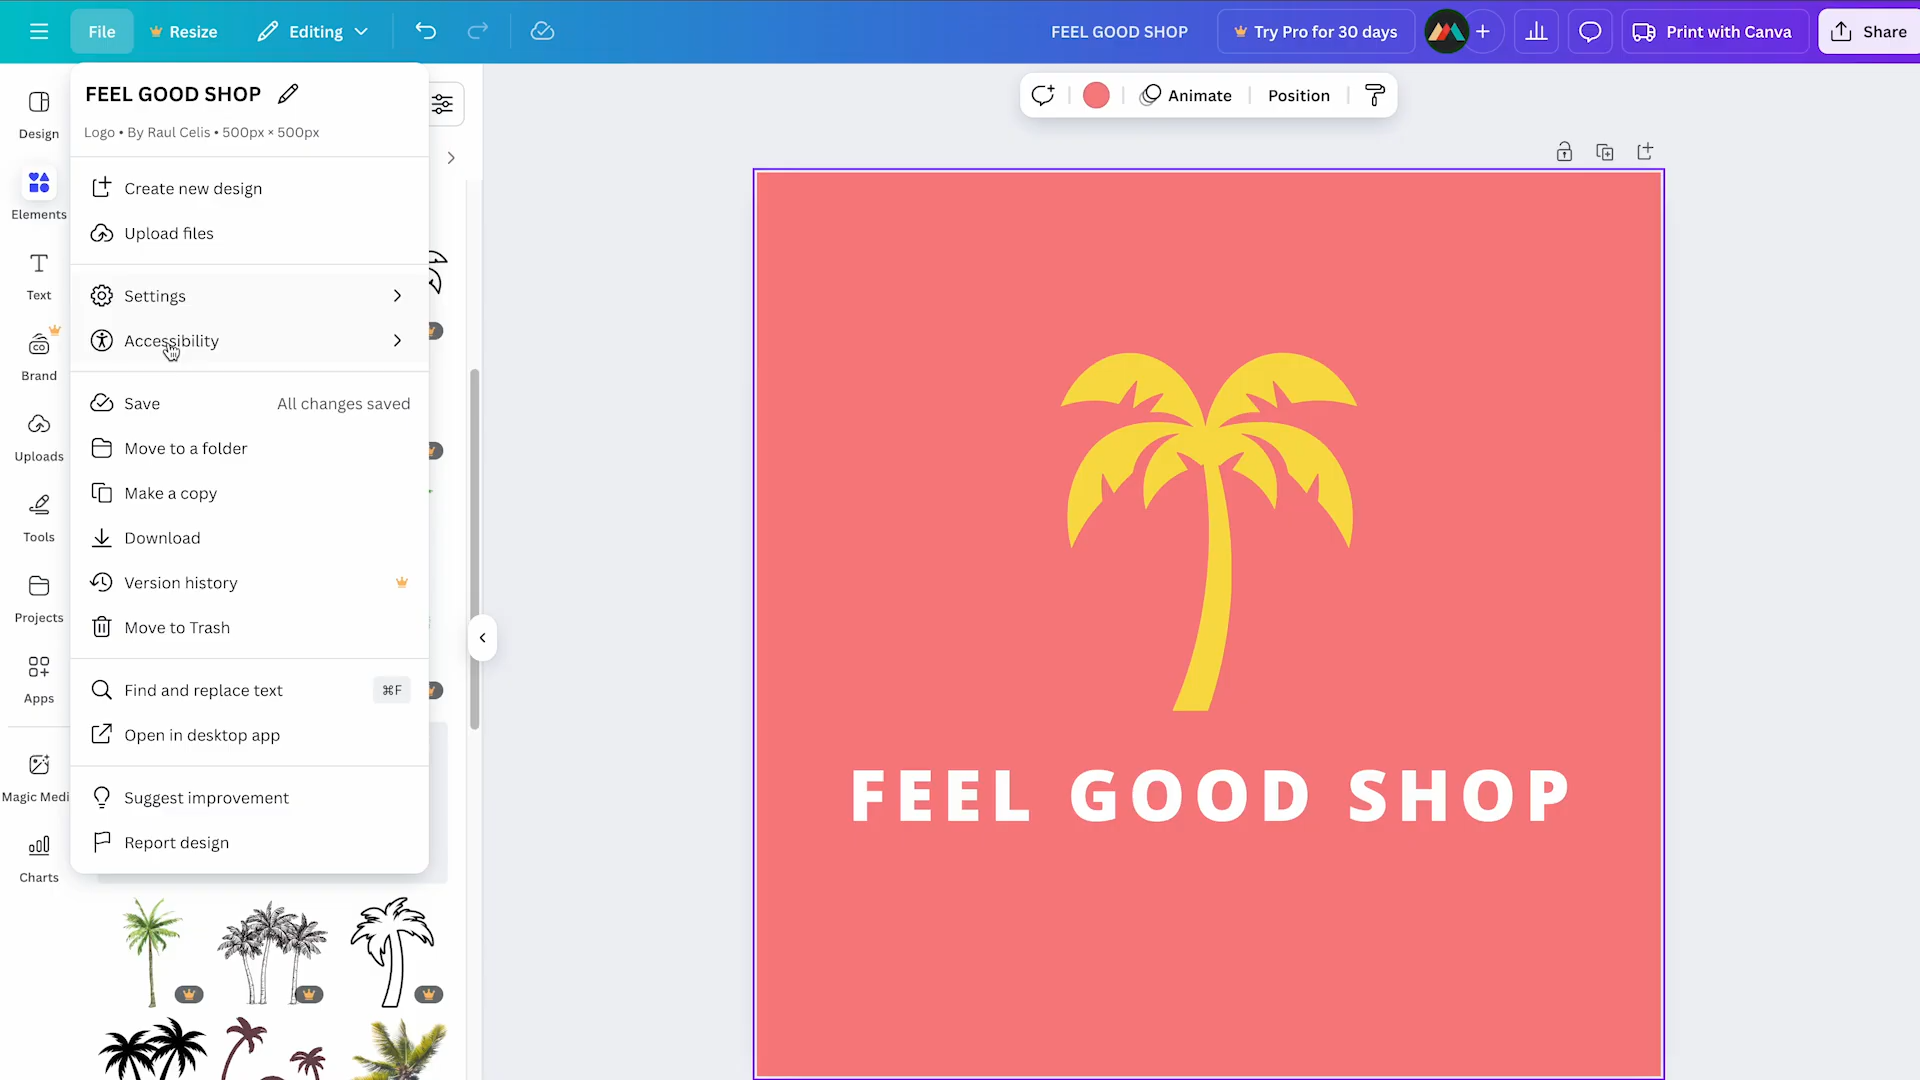 File
Resize
Editing
FEEL GOOD SHOP
Try Pro for 30 days
Print with Canva
Share
FEEL GOOD SHOP
Logo • By Raul Celis • 500px × 500px
Create new design
Upload files
Settings
Accessibility
Save All changes saved
Move to a folder
Make a copy
Download
Version history
Move to Trash
Find and replace text ⌘F
Open in desktop app
Suggest improvement
Report design
Design
Elements
Text
Brand
Uploads
Tools
Projects
Apps
Magic Medi
Charts
Animate
Position
FEEL GOOD SHOP